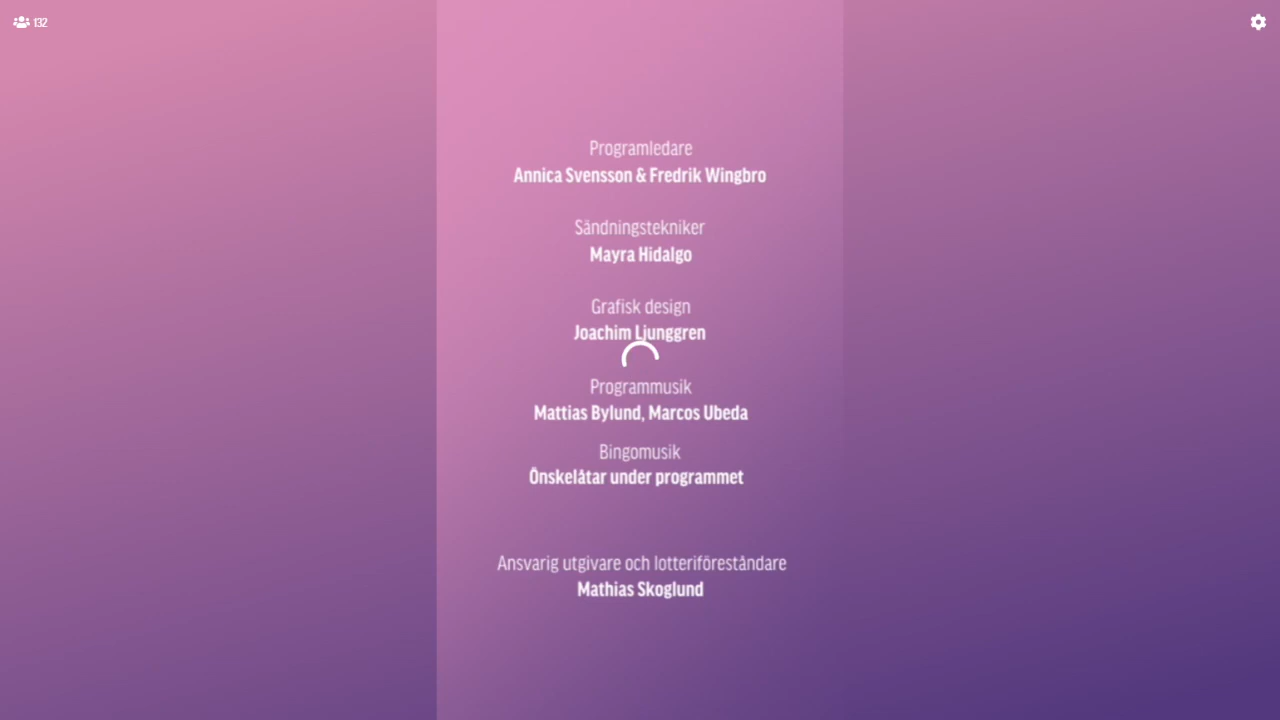 132
Programledare
Annica Svensson & Fredrik Wingbro
Sändningstekniker
Mayra Hidalgo
Grafisk design
Joachim Ljunggren
Programmusik
Mattias Bylund, Marcos Ubeda
Bingomusik
Önskelåtar under programmet
Ansvarig utgivare och lotteriföreståndare
Mathias Skoglund